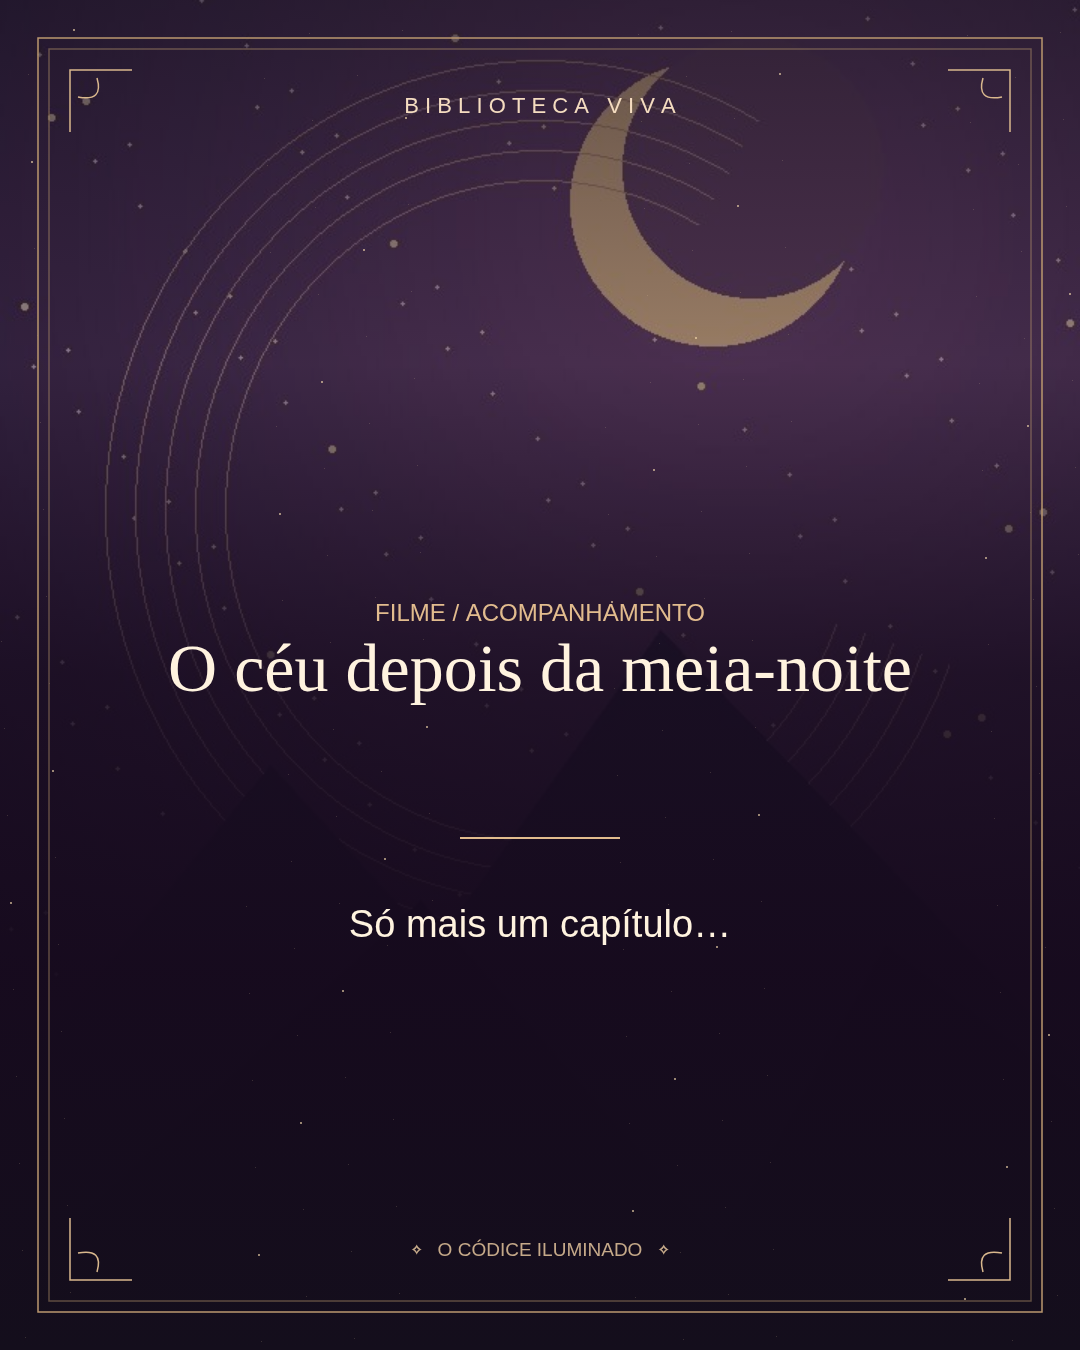 BIBLIOTECA VIVA
FILME / ACOMPANHAMENTO
O céu depois da meia-noite
Só mais um capítulo…
✧ O CÓDICE ILUMINADO ✧